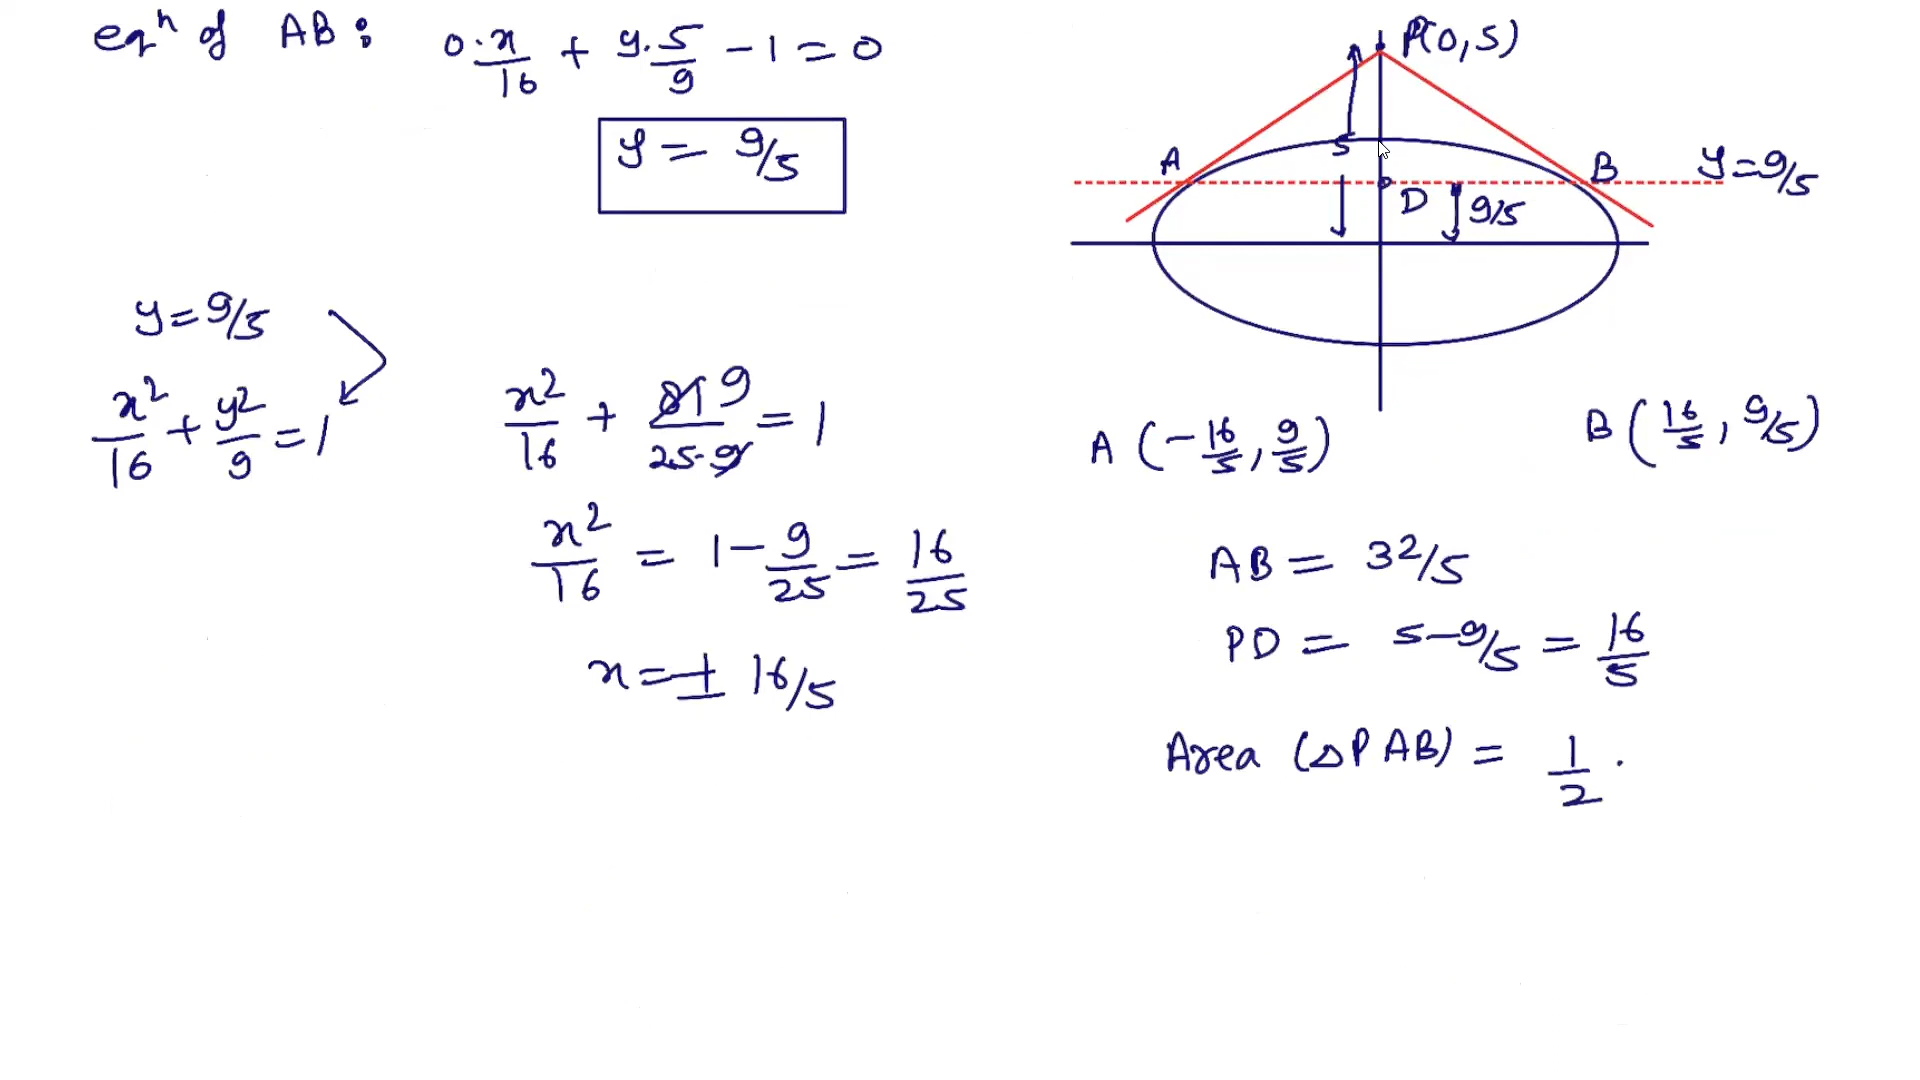 eqⁿ of AB : 0·x/16 + y·5/9 − 1 = 0
y = 9/5
y = 9/5
x²/16 + y²/9 = 1
x²/16 + 81 9/25·9 = 1
x²/16 = 1 − 9/25 = 16/25
x = ± 16/5
P(0,5)
5
A
B
y = 9/5
D
9/5
A (−16/5, 9/5)
B (16/5, 9/5)
AB = 32/5
PD = 5 − 9/5 = 16/5
Area (△PAB) = 1/2 ·